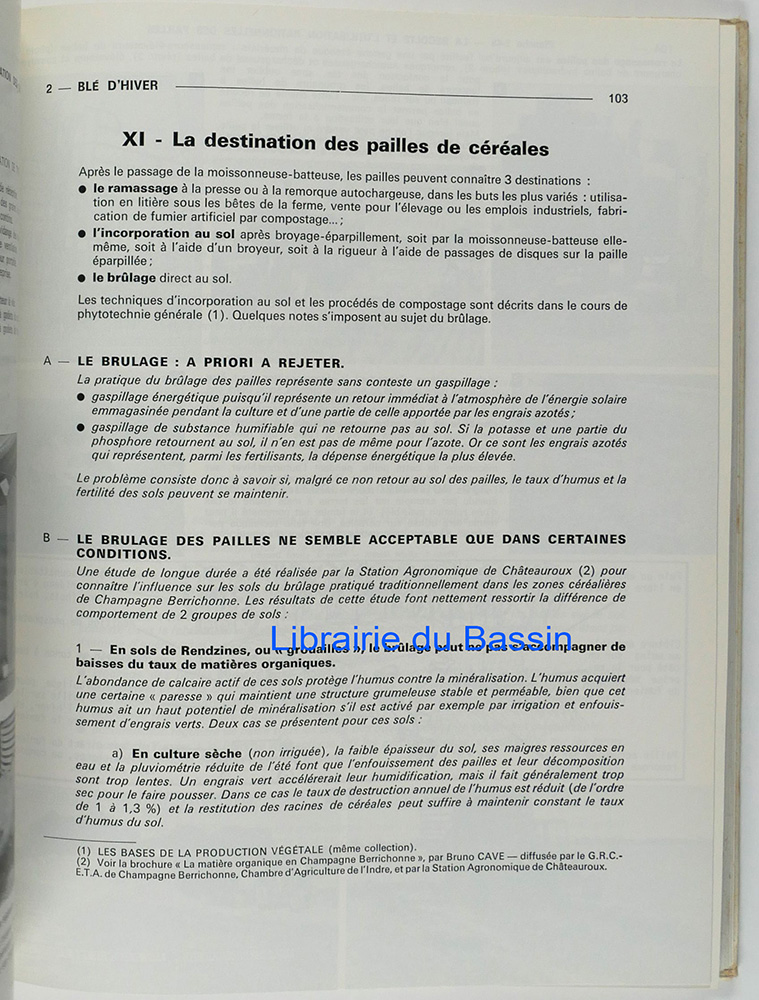 2 — BLÉ D'HIVER
103
XI - La destination des pailles de céréales
Après le passage de la moissonneuse-batteuse, les pailles peuvent connaître 3 destinations :
● le ramassage à la presse ou à la remorque autochargeuse, dans les buts les plus variés : utilisa-
tion en litière sous les bêtes de la ferme, vente pour l'élevage ou les emplois industriels, fabri-
cation de fumier artificiel par compostage... ;
● l'incorporation au sol après broyage-éparpillement, soit par la moissonneuse-batteuse elle-
même, soit à l'aide d'un broyeur, soit à la rigueur à l'aide de passages de disques sur la paille
éparpillée ;
● le brûlage direct au sol.
Les techniques d'incorporation au sol et les procédés de compostage sont décrits dans le cours de
phytotechnie générale (1). Quelques notes s'imposent au sujet du brûlage.
A — LE BRULAGE : A PRIORI A REJETER.
La pratique du brûlage des pailles représente sans conteste un gaspillage :
● gaspillage énergétique puisqu'il représente un retour immédiat à l'atmosphère de l'énergie solaire
emmagasinée pendant la culture et d'une partie de celle apportée par les engrais azotés ;
● gaspillage de substance humifiable qui ne retourne pas au sol. Si la potasse et une partie du
phosphore retournent au sol, il n'en est pas de même pour l'azote. Or ce sont les engrais azotés
qui représentent, parmi les fertilisants, la dépense énergétique la plus élevée.
Le problème consiste donc à savoir si, malgré ce non retour au sol des pailles, le taux d'humus et la
fertilité des sols peuvent se maintenir.
B — LE BRULAGE DES PAILLES NE SEMBLE ACCEPTABLE QUE DANS CERTAINES
CONDITIONS.
Une étude de longue durée a été réalisée par la Station Agronomique de Châteauroux (2) pour
connaître l'influence sur les sols du brûlage pratiqué traditionnellement dans les zones céréalières
de Champagne Berrichonne. Les résultats de cette étude font nettement ressortir la différence de
comportement de 2 groupes de sols :
Librairie du Bassin
1 — En sols de Rendzines, ou « grouailles », le brûlage peut ne pas s'accompagner de
baisses du taux de matières organiques.
L'abondance de calcaire actif de ces sols protège l'humus contre la minéralisation. L'humus acquiert
une certaine « paresse » qui maintient une structure grumeleuse stable et perméable, bien que cet
humus ait un haut potentiel de minéralisation s'il est activé par exemple par irrigation et enfouis-
sement d'engrais verts. Deux cas se présentent pour ces sols :
a) En culture sèche (non irriguée), la faible épaisseur du sol, ses maigres ressources en
eau et la pluviométrie réduite de l'été font que l'enfouissement des pailles et leur décomposition
sont trop lentes. Un engrais vert accélérerait leur humidification, mais il fait généralement trop
sec pour le faire pousser. Dans ce cas le taux de destruction annuel de l'humus est réduit (de l'ordre
de 1 à 1,3 %) et la restitution des racines de céréales peut suffire à maintenir constant le taux
d'humus du sol.
(1) LES BASES DE LA PRODUCTION VÉGÉTALE (même collection).
(2) Voir la brochure « La matière organique en Champagne Berrichonne », par Bruno CAVE — diffusée par le G.R.C.-
E.T.A. de Champagne Berrichonne, Chambre d'Agriculture de l'Indre, et par la Station Agronomique de Châteauroux.